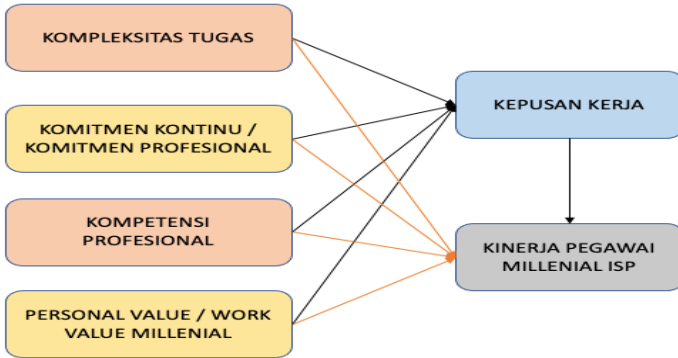 KOMPLEKSITAS TUGAS
KOMITMEN KONTINU /
KOMITMEN PROFESIONAL
KOMPETENSI
PROFESIONAL
PERSONAL VALUE / WORK
VALUE MILLENIAL
KEPUSAN KERJA
KINERJA PEGAWAI
MILLENIAL ISP